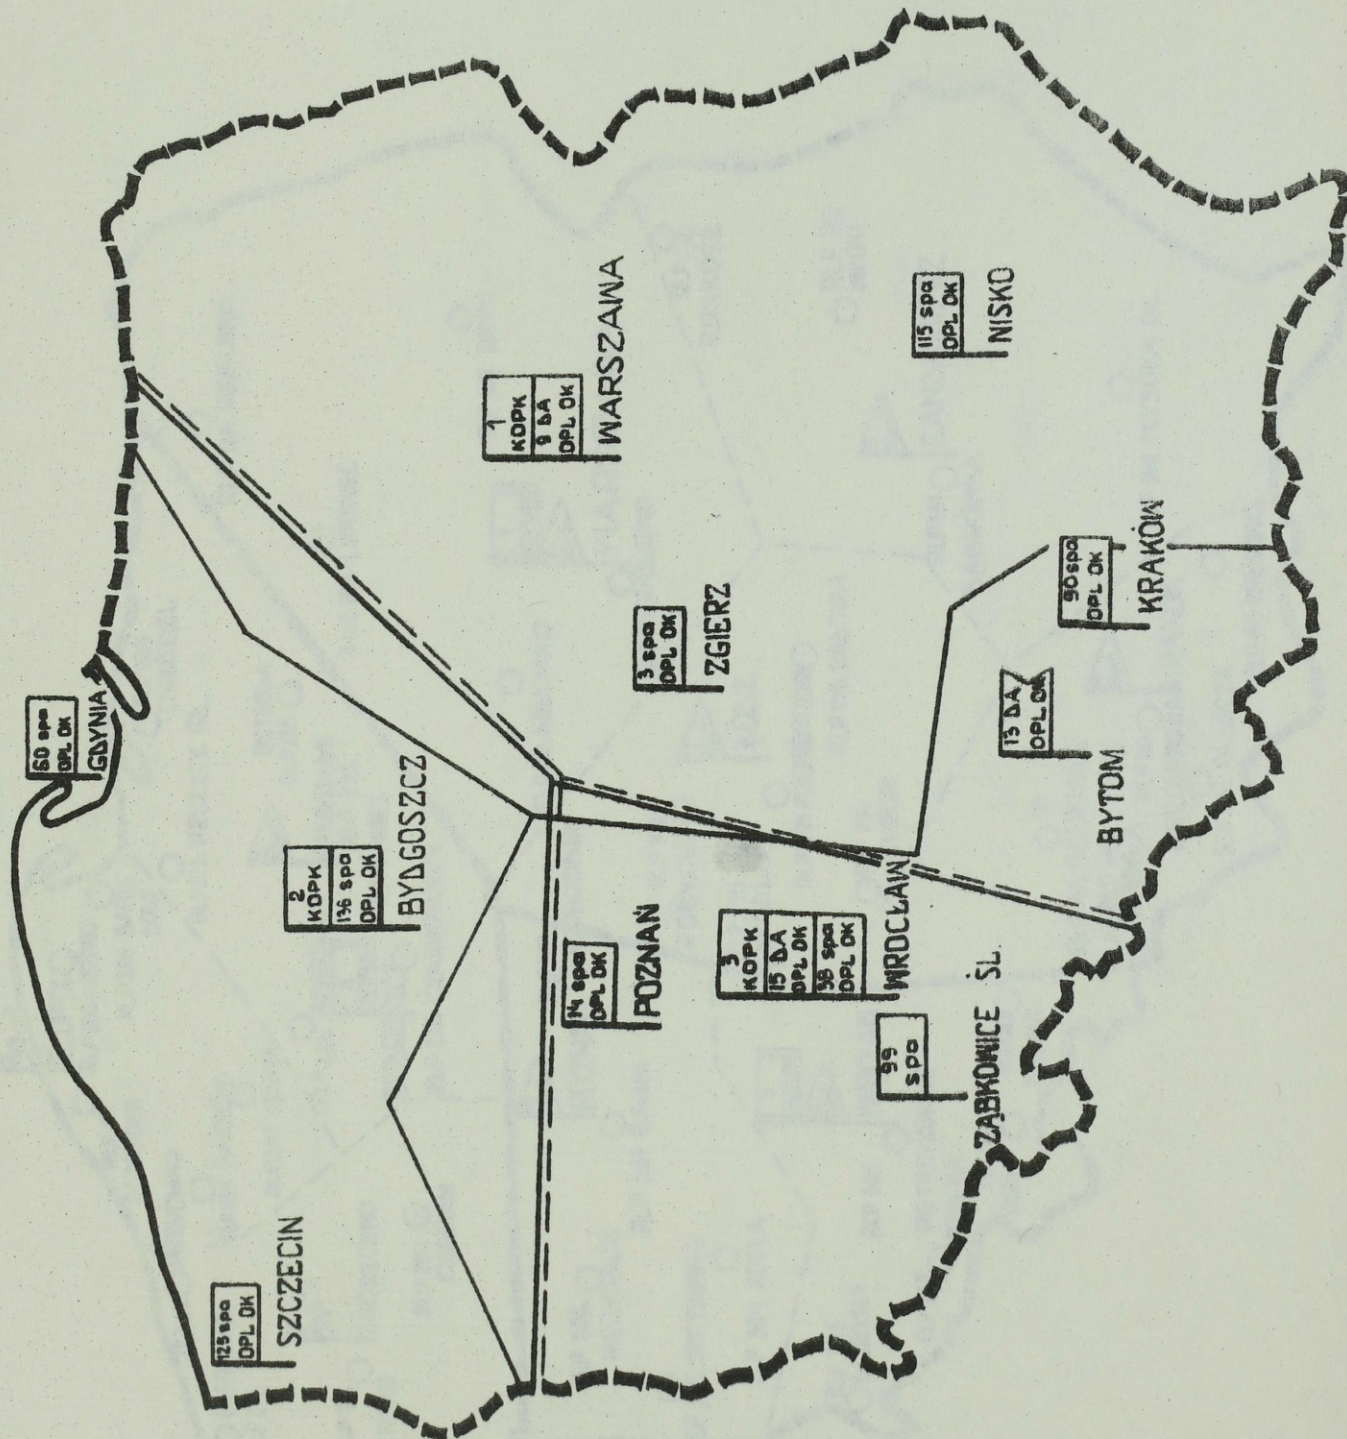 60 spa
OPL OK
GDYNIA
125 spa
OPL OK
SZCZECIN
2
KOPK
136 spa
OPL OK
BYDGOSZCZ
1
KOPK
9 DA
OPL OK
WARSZAWA
14 spa
OPL OK
POZNAŃ
3 spa
OPL OK
ZGIERZ
3
KOPK
15 DA
OPL OK
OPL OK
WROCŁAW
99
spa
ZĄBKOWICE ŚL.
115 spa
OPL OK
NISKO
13 DA
OPL OK
BYTOM
90 spa
OPL OK
KRAKÓW